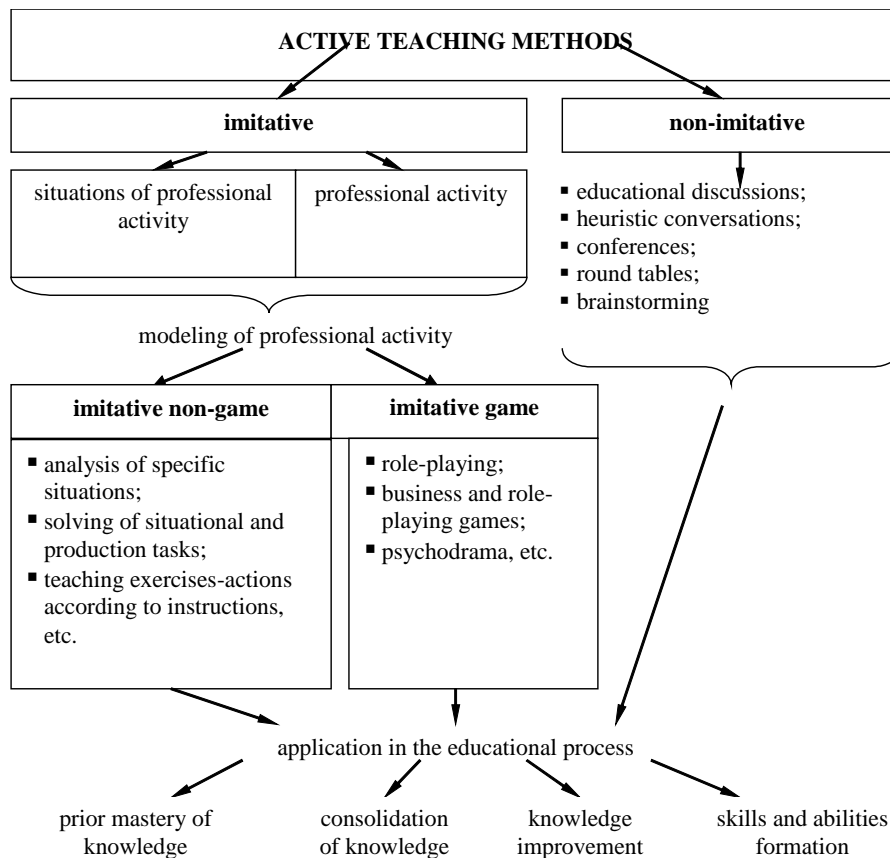 ACTIVE TEACHING METHODS
imitative
non-imitative
situations of professional
activity
professional activity
▪ educational discussions;
▪ heuristic conversations;
▪ conferences;
▪ round tables;
▪ brainstorming
modeling of professional activity
imitative non-game
imitative game
▪ analysis of specific
situations;
▪ solving of situational and
production tasks;
▪ teaching exercises-actions
according to instructions,
etc.
▪ role-playing;
▪ business and role-
playing games;
▪ psychodrama, etc.
application in the educational process
prior mastery of
knowledge
consolidation
of knowledge
knowledge
improvement
skills and abilities
formation